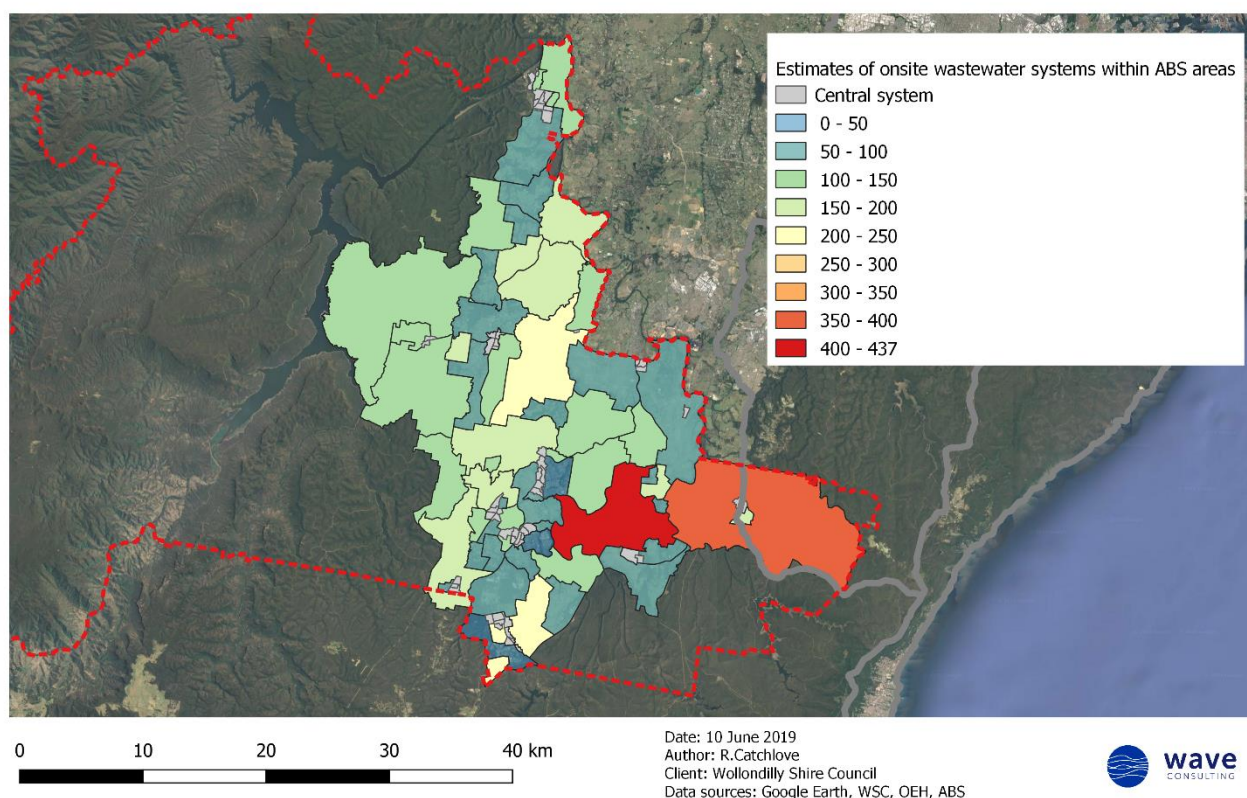 Estimates of onsite wastewater systems within ABS areas
Central system
0 - 50
50 - 100
100 - 150
150 - 200
200 - 250
250 - 300
300 - 350
350 - 400
400 - 437
0 10 20 30 40 km
Date: 10 June 2019
Author: R.Catchlove
Client: Wollondilly Shire Council
Data sources: Google Earth, WSC, OEH, ABS
wave
CONSULTING